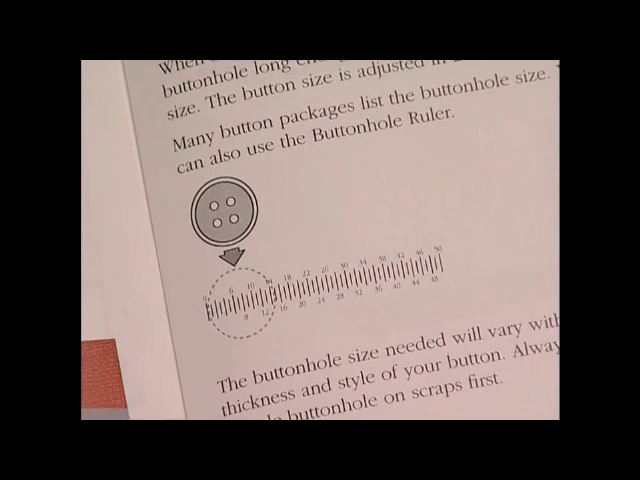 When
buttonhole long
size. The button size is adjusted in
size.
Many button packages list the buttonhole size.
can also use the Buttonhole Ruler.
0 6 10 14 18 22 26 30 34 38 42 46 50
8 12 16 20 24 28 32 36 40 44 48
The buttonhole size needed will vary with
thickness and style of your button. Alway
buttonhole on scraps first.